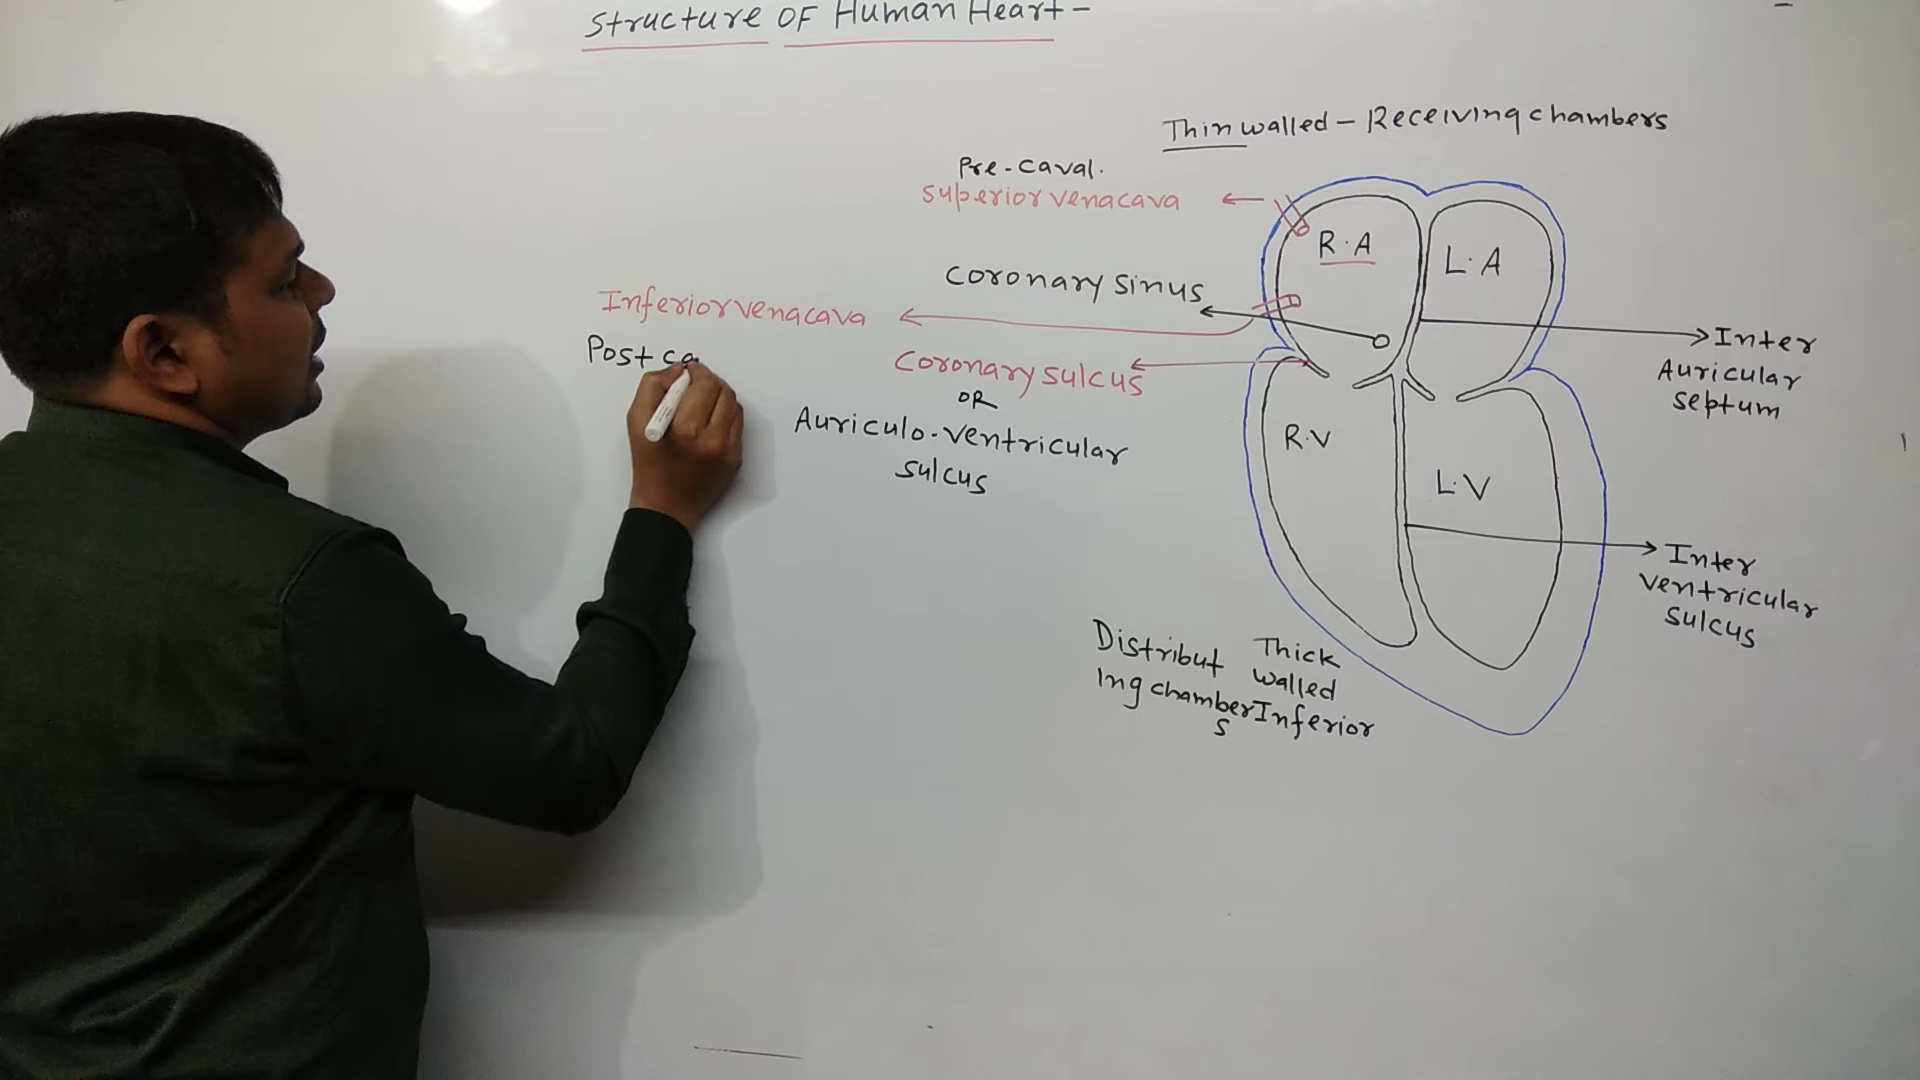 Structure OF Human Heart -
Thin walled - Receiving chambers
Pre-caval.
Superior venacava
R.A
L.A
Coronary sinus
Inferior venacava
Post ca
Coronary sulcus
OR
Auriculo-ventricular
sulcus
Inter
Auricular
septum
R.V
L.V
Inter
ventricular
sulcus
Distribut
ing chamber
s
Thick
walled
Inferior